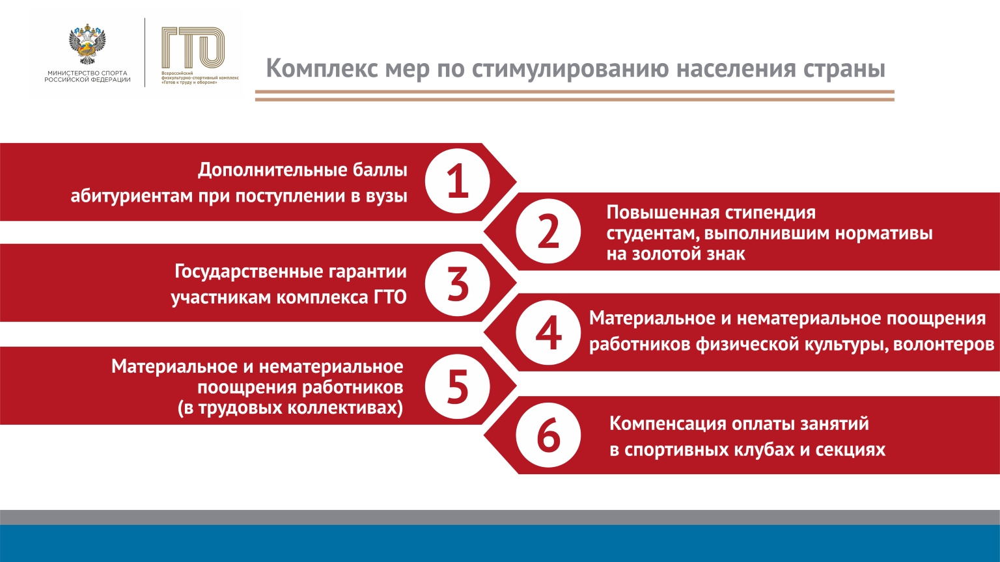 МИНИСТЕРСТВО СПОРТА
РОССИЙСКОЙ ФЕДЕРАЦИИ
ГТО
Всероссийский
физкультурно-спортивный комплекс
«Готов к труду и обороне»
Комплекс мер по стимулированию населения страны
Дополнительные баллы
абитуриентам при поступлении в вузы
1
2
Повышенная стипендия
студентам, выполнившим нормативы
на золотой знак
Государственные гарантии
участникам комплекса ГТО
3
4
Материальное и нематериальное поощрения
работников физической культуры, волонтеров
Материальное и нематериальное
поощрения работников
(в трудовых коллективах)
5
6
Компенсация оплаты занятий
в спортивных клубах и секциях